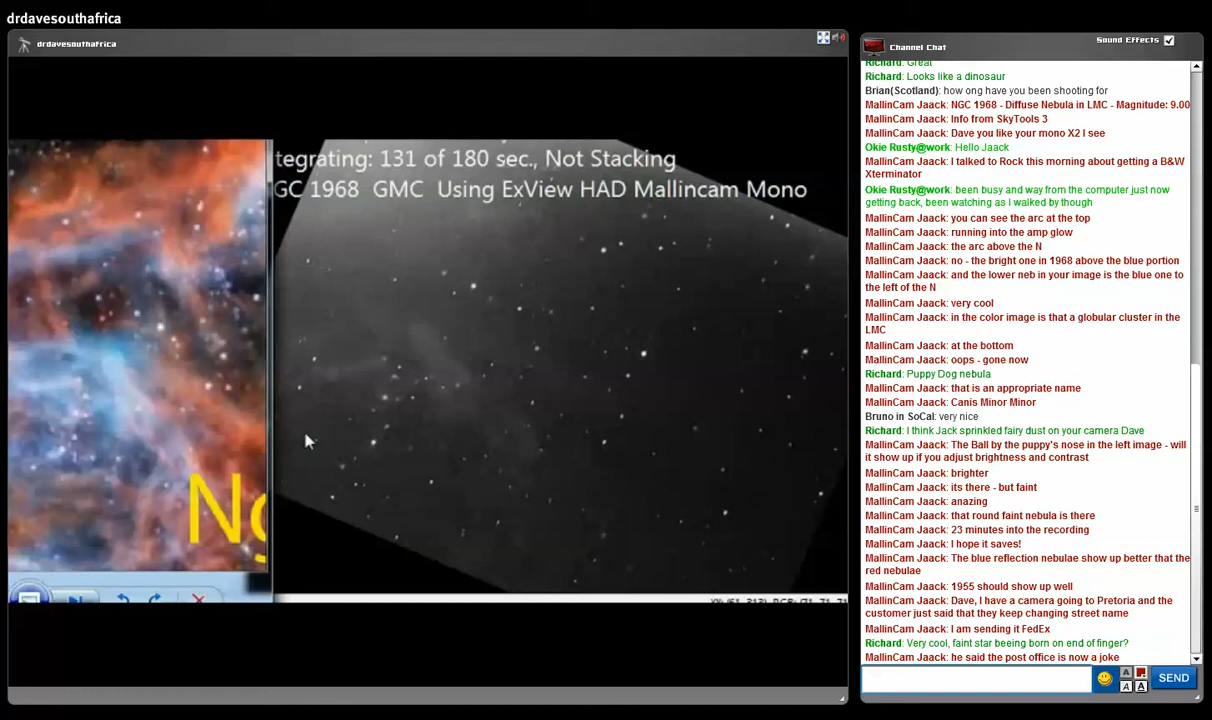 drdavesouthafrica
drdavesouthafrica
tegrating: 131 of 180 sec., Not Stacking
GC 1968 GMC Using ExView HAD Mallincam Mono
Channel Chat
Sound Effects
Richard: Great
Richard: Looks like a dinosaur
Brian(Scotland): how ong have you been shooting for
MallinCam Jaack: NGC 1968 - Diffuse Nebula in LMC - Magnitude: 9.00
MallinCam Jaack: Info from SkyTools 3
MallinCam Jaack: Dave you like your mono X2 I see
Okie Rusty@work: Hello Jaack
MallinCam Jaack: I talked to Rock this morning about getting a B&W
Xterminator
Okie Rusty@work: been busy and way from the computer just now
getting back, been watching as I walked by though
MallinCam Jaack: you can see the arc at the top
MallinCam Jaack: running into the amp glow
MallinCam Jaack: the arc above the N
MallinCam Jaack: no - the bright one in 1968 above the blue portion
MallinCam Jaack: and the lower neb in your image is the blue one to
the left of the N
MallinCam Jaack: very cool
MallinCam Jaack: in the color image is that a globular cluster in the
LMC
MallinCam Jaack: at the bottom
MallinCam Jaack: oops - gone now
Richard: Puppy Dog nebula
MallinCam Jaack: that is an appropriate name
MallinCam Jaack: Canis Minor Minor
Bruno in SoCal: very nice
Richard: I think Jack sprinkled fairy dust on your camera Dave
MallinCam Jaack: The Ball by the puppy's nose in the left image - will
it show up if you adjust brightness and contrast
MallinCam Jaack: brighter
MallinCam Jaack: its there - but faint
MallinCam Jaack: anazing
MallinCam Jaack: that round faint nebula is there
MallinCam Jaack: 23 minutes into the recording
MallinCam Jaack: I hope it saves!
MallinCam Jaack: The blue reflection nebulae show up better that the
red nebulae
MallinCam Jaack: 1955 should show up well
MallinCam Jaack: Dave, I have a camera going to Pretoria and the
customer just said that they keep changing street name
MallinCam Jaack: I am sending it FedEx
Richard: Very cool, faint star beeing born on end of finger?
MallinCam Jaack: he said the post office is now a joke
A
A A
SEND